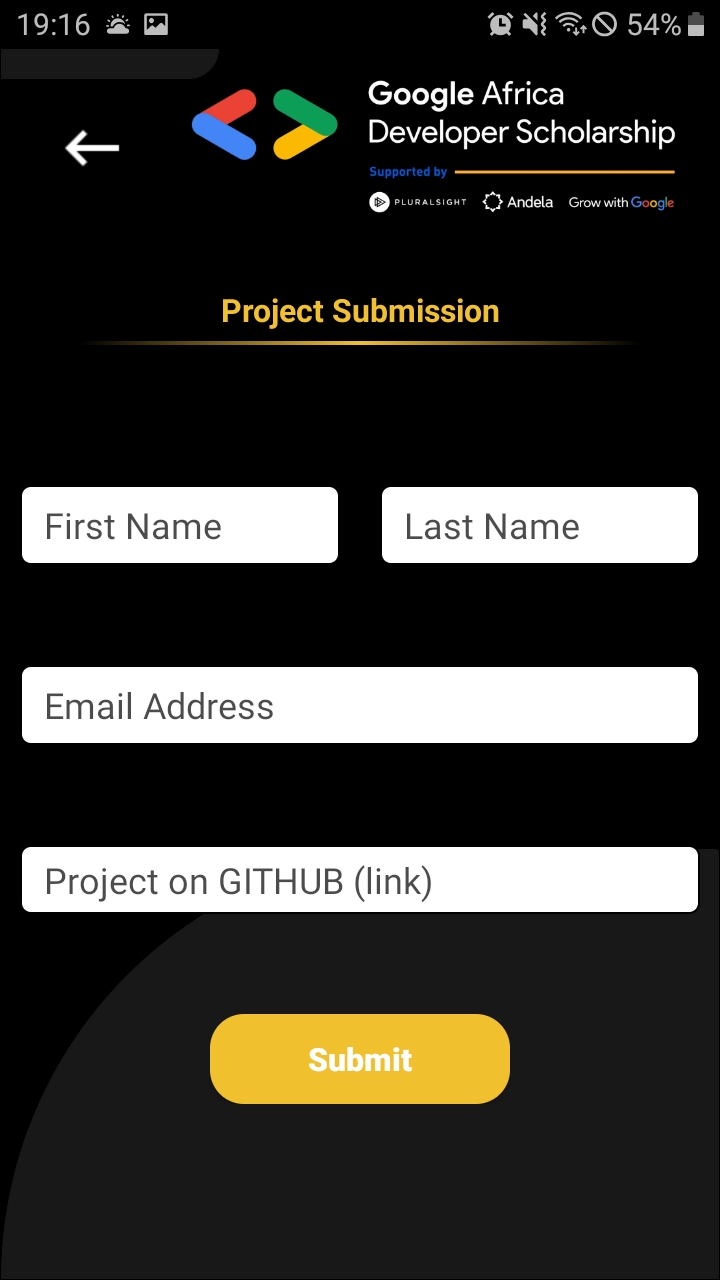 19:16 54%
Google Africa
Developer Scholarship
Supported by
PLURALSIGHT Andela Grow with Google
Project Submission
First Name Last Name
Email Address
Project on GITHUB (link)
Submit